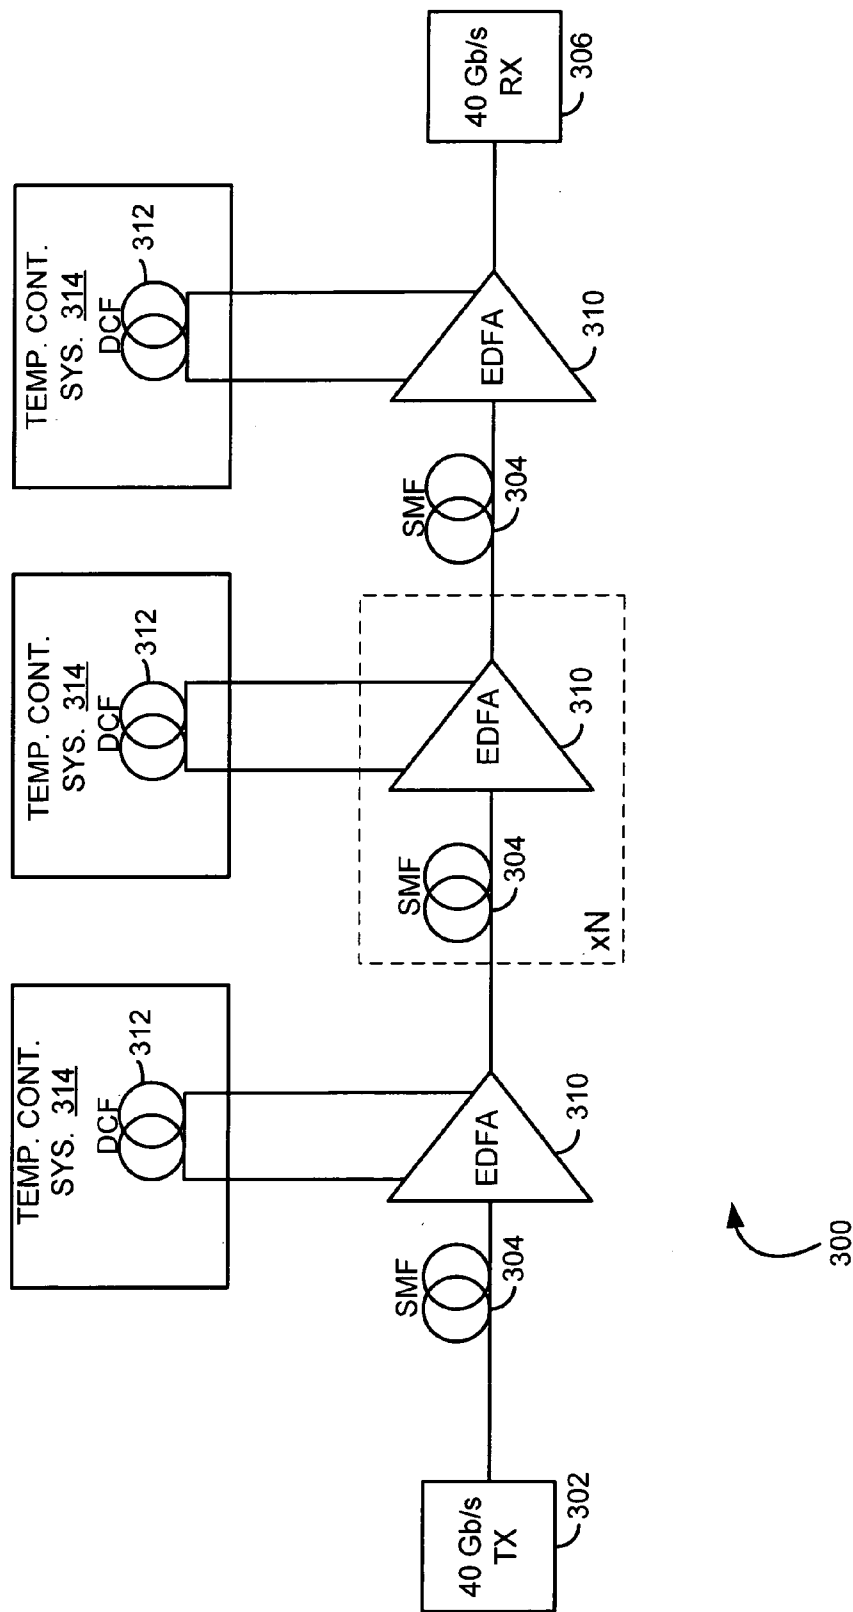 TEMP. CONT.
SYS. 314
DCF
312
TEMP. CONT.
SYS. 314
DCF
312
TEMP. CONT.
SYS. 314
DCF
312
40 Gb/s
TX
302
SMF
304
EDFA
310
SMF
304
xN
EDFA
310
SMF
304
EDFA
310
40 Gb/s
RX
306
300